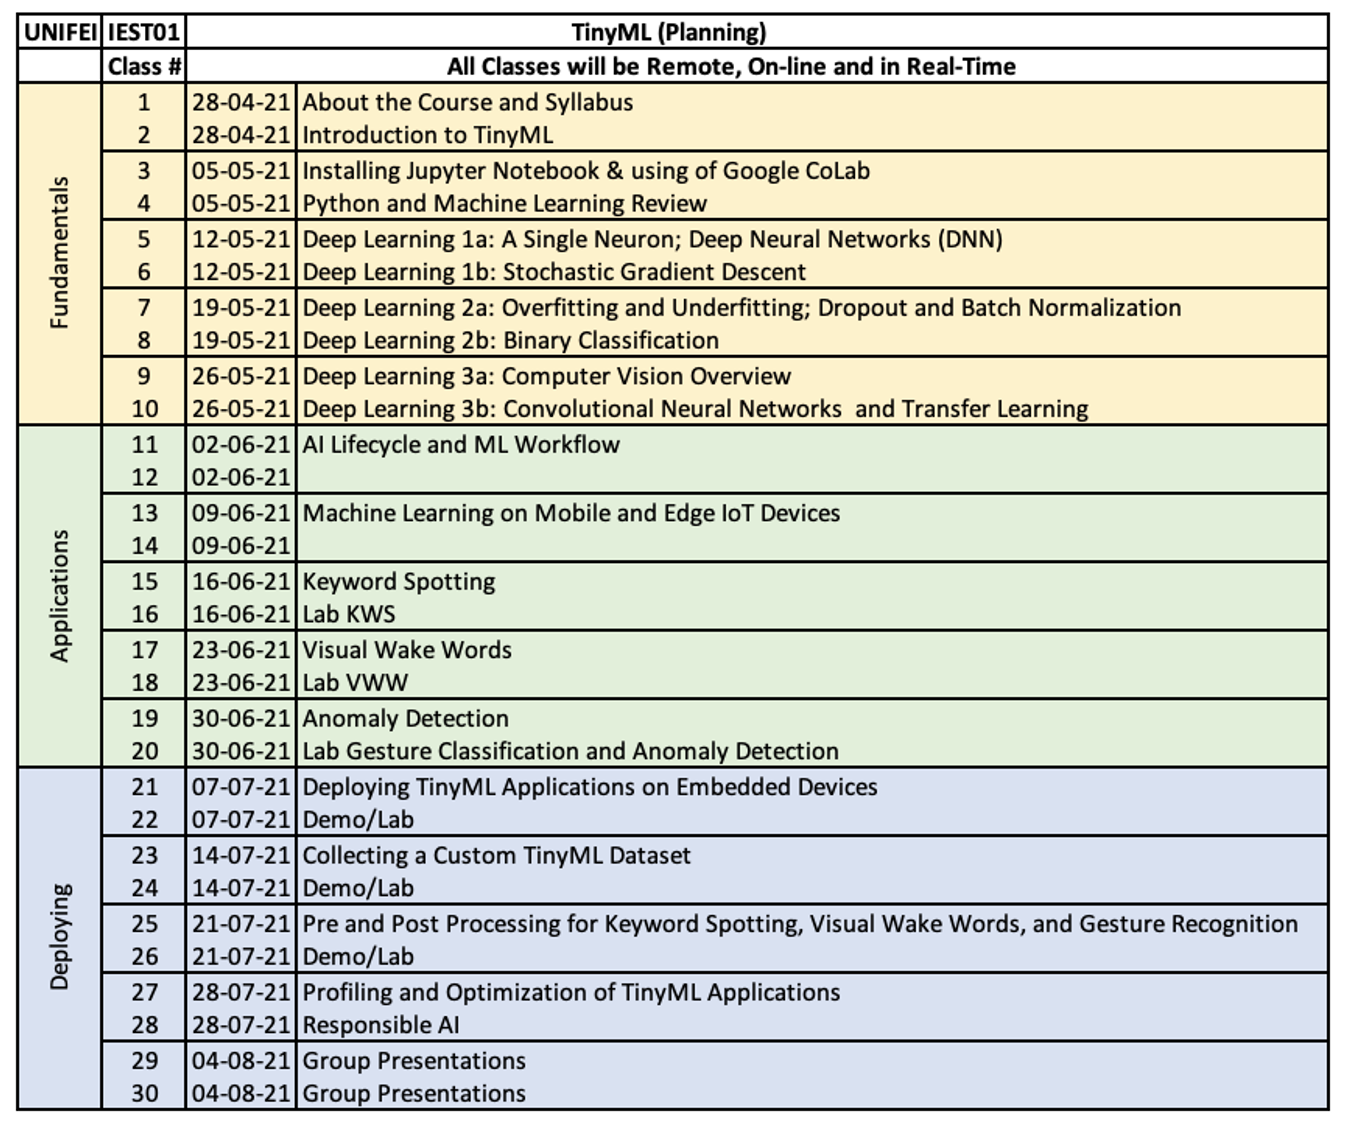 UNIFEI IEST01 TinyML (Planning)
Class # All Classes will be Remote, On-line and in Real-Time
Fundamentals
1 28-04-21 About the Course and Syllabus
2 28-04-21 Introduction to TinyML
3 05-05-21 Installing Jupyter Notebook & using of Google CoLab
4 05-05-21 Python and Machine Learning Review
5 12-05-21 Deep Learning 1a: A Single Neuron; Deep Neural Networks (DNN)
6 12-05-21 Deep Learning 1b: Stochastic Gradient Descent
7 19-05-21 Deep Learning 2a: Overfitting and Underfitting; Dropout and Batch Normalization
8 19-05-21 Deep Learning 2b: Binary Classification
9 26-05-21 Deep Learning 3a: Computer Vision Overview
10 26-05-21 Deep Learning 3b: Convolutional Neural Networks  and Transfer Learning
Applications
11 02-06-21 AI Lifecycle and ML Workflow
12 02-06-21
13 09-06-21 Machine Learning on Mobile and Edge IoT Devices
14 09-06-21
15 16-06-21 Keyword Spotting
16 16-06-21 Lab KWS
17 23-06-21 Visual Wake Words
18 23-06-21 Lab VWW
19 30-06-21 Anomaly Detection
20 30-06-21 Lab Gesture Classification and Anomaly Detection
Deploying
21 07-07-21 Deploying TinyML Applications on Embedded Devices
22 07-07-21 Demo/Lab
23 14-07-21 Collecting a Custom TinyML Dataset
24 14-07-21 Demo/Lab
25 21-07-21 Pre and Post Processing for Keyword Spotting, Visual Wake Words, and Gesture Recognition
26 21-07-21 Demo/Lab
27 28-07-21 Profiling and Optimization of TinyML Applications
28 28-07-21 Responsible AI
29 04-08-21 Group Presentations
30 04-08-21 Group Presentations